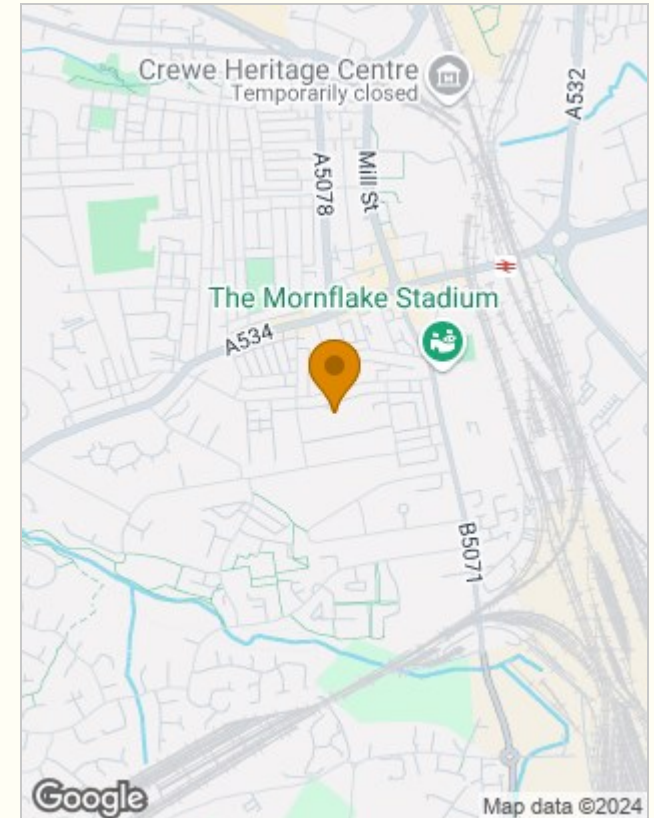 Crewe Heritage Centre
Temporarily closed
A532
A5078
Mill St
The Mornflake Stadium
A534
B5071
Google
Map data ©2024